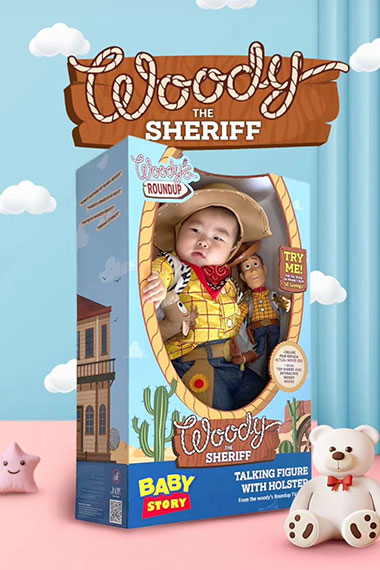 Woody
THE
SHERIFF
Woody's
ROUNDUP
TRY
ME!
Woody
THE
SHERIFF
BABY
STORY
TALKING FIGURE
WITH HOLSTER
From the woody's Roundup